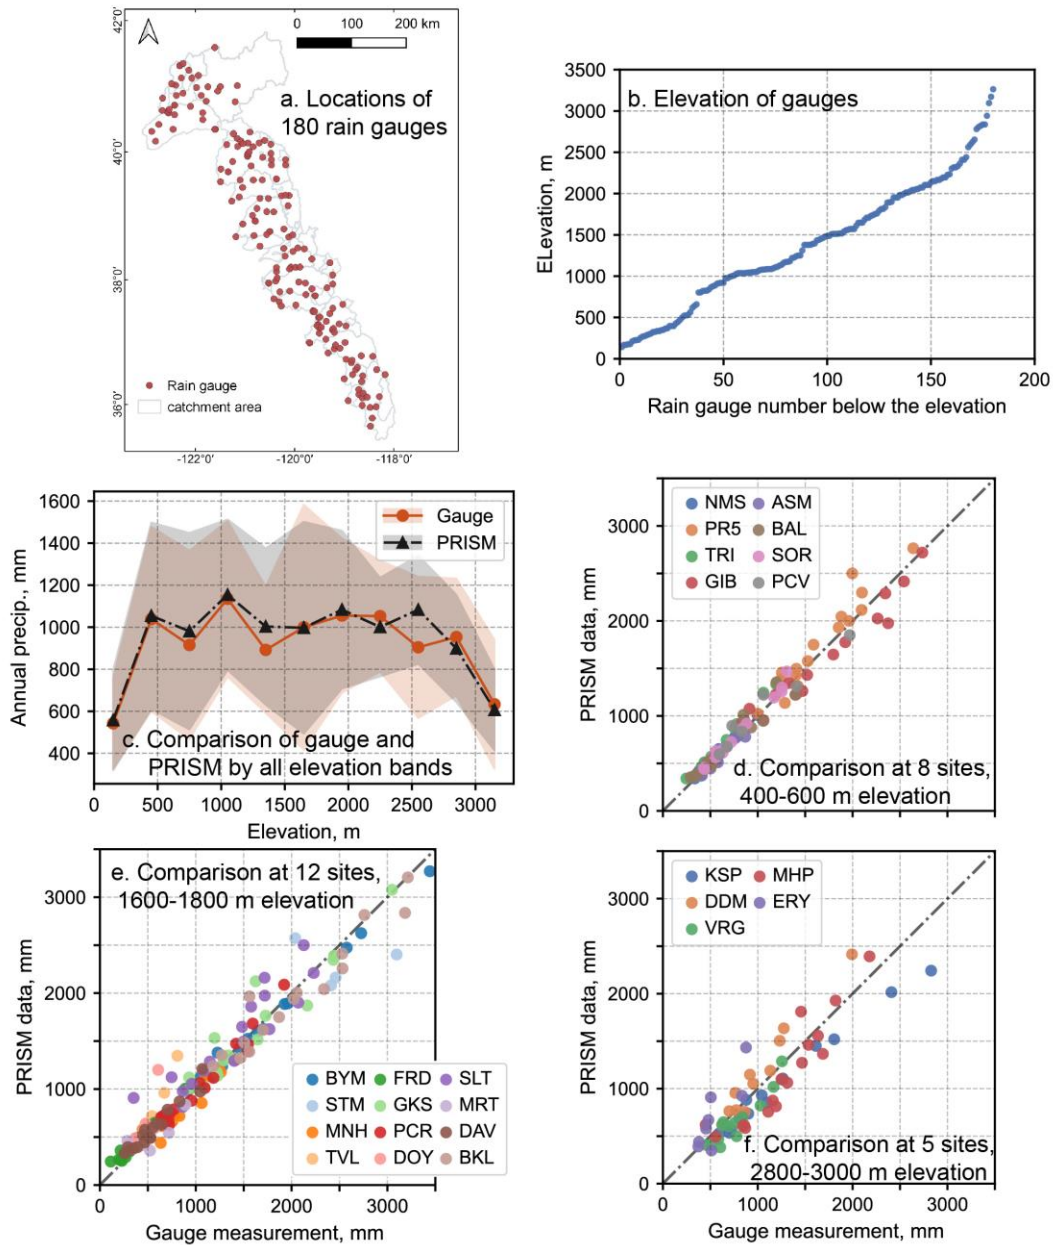 0 100 200 km
42°0'
40°0'
38°0'
36°0'
a. Locations of
180 rain gauges
Rain gauge
catchment area
-122°0' -120°0' -118°0'
b. Elevation of gauges
Elevation, m
3500
3000
2500
2000
1500
1000
500
0
0 50 100 150 200
Rain gauge number below the elevation
Annual precip., mm
1600
1400
1200
1000
800
600
400
Gauge
PRISM
c. Comparison of gauge and
PRISM by all elevation bands
0 500 1000 1500 2000 2500 3000
Elevation, m
PRISM data, mm
3000
2000
1000
0
NMS ASM
PR5 BAL
TRI SOR
GIB PCV
d. Comparison at 8 sites,
400-600 m elevation
PRISM data, mm
3000
2000
1000
0
e. Comparison at 12 sites,
1600-1800 m elevation
BYM FRD SLT
STM GKS MRT
MNH PCR DAV
TVL DOY BKL
0 1000 2000 3000
Gauge measurement, mm
PRISM data, mm
3000
2000
1000
0
KSP MHP
DDM ERY
VRG
f. Comparison at 5 sites,
2800-3000 m elevation
0 1000 2000 3000
Gauge measurement, mm